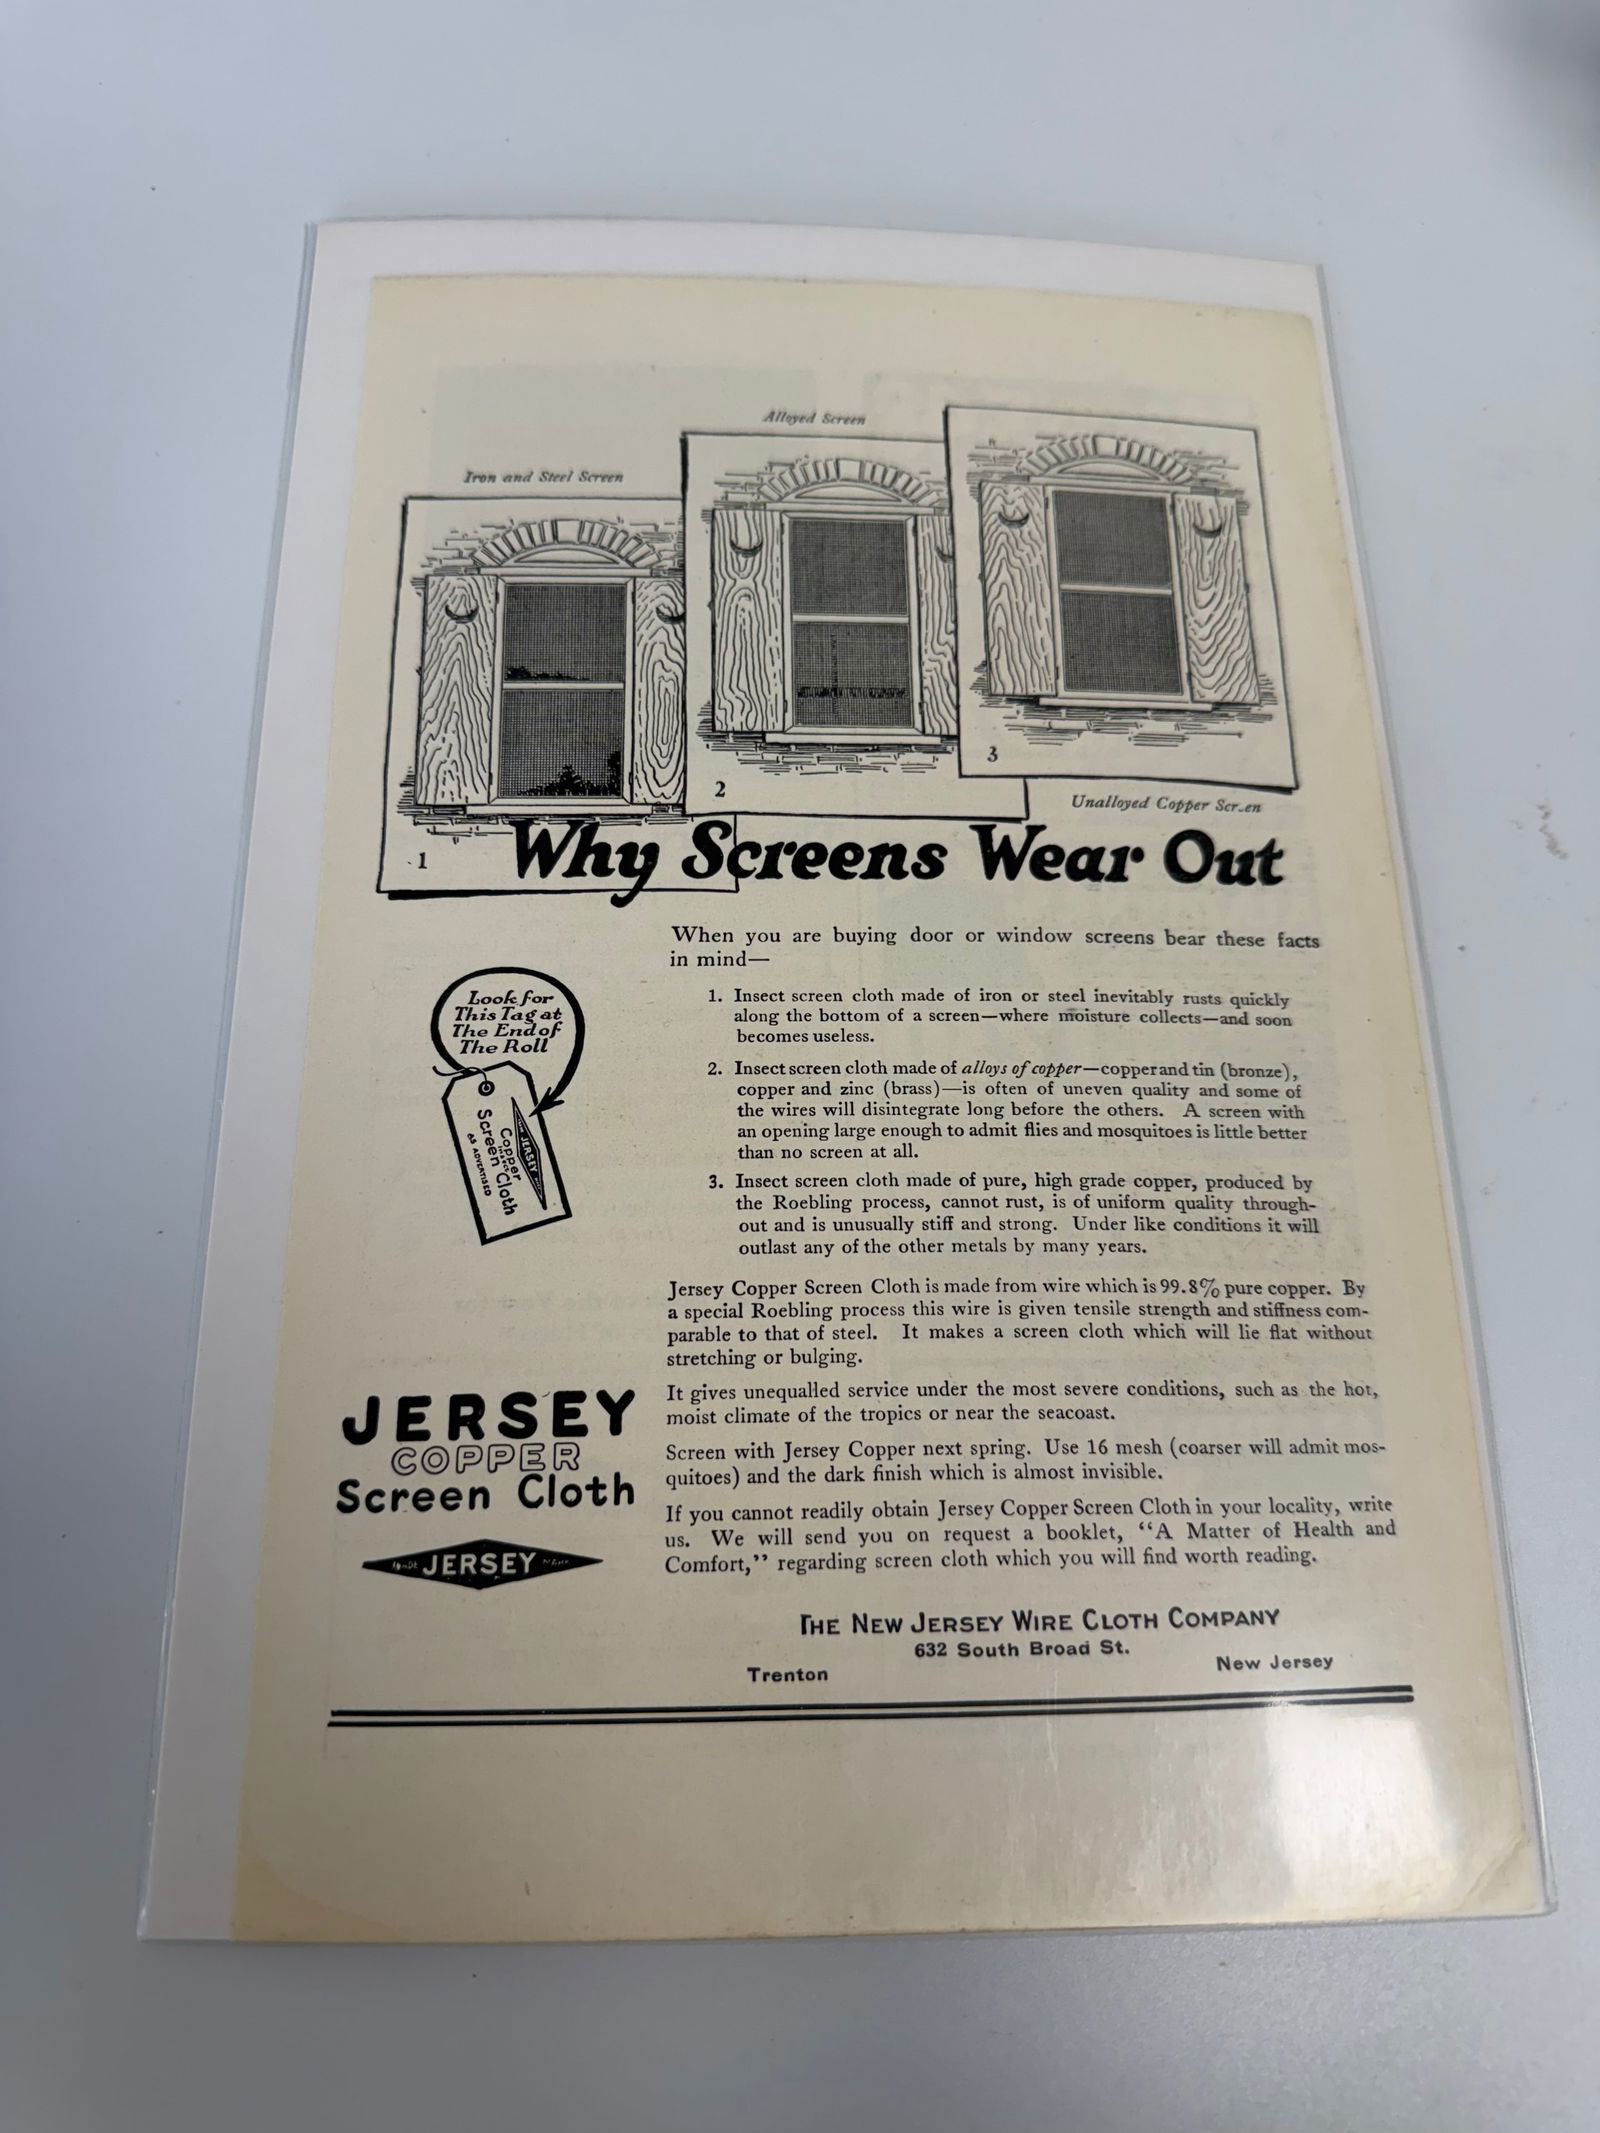 Alloyed Screen
Iron and Steel Screen
3
2
Unalloyed Copper Scr en
1
Why Screens Wear Out
When you are buying door or window screens bear these facts
in mind—
1. Insect screen cloth made of iron or steel inevitably rusts quickly
along the bottom of a screen—where moisture collects—and soon
becomes useless.
2. Insect screen cloth made of alloys of copper—copper and tin (bronze),
copper and zinc (brass)—is often of uneven quality and some of
the wires will disintegrate long before the others. A screen with
an opening large enough to admit flies and mosquitoes is little better
than no screen at all.
3. Insect screen cloth made of pure, high grade copper, produced by
the Roebling process, cannot rust, is of uniform quality through-
out and is unusually stiff and strong. Under like conditions it will
outlast any of the other metals by many years.
Look for
This Tag at
The End of
The Roll
THE JERSEY
Copper
Screen Cloth
AS ADVERTISED
Jersey Copper Screen Cloth is made from wire which is 99.8% pure copper. By
a special Roebling process this wire is given tensile strength and stiffness com-
parable to that of steel. It makes a screen cloth which will lie flat without
stretching or bulging.
It gives unequalled service under the most severe conditions, such as the hot,
moist climate of the tropics or near the seacoast.
Screen with Jersey Copper next spring. Use 16 mesh (coarser will admit mos-
quitoes) and the dark finish which is almost invisible.
If you cannot readily obtain Jersey Copper Screen Cloth in your locality, write
us. We will send you on request a booklet, “A Matter of Health and
Comfort,” regarding screen cloth which you will find worth reading.
JERSEY
COPPER
Screen Cloth
JERSEY
THE NEW JERSEY WIRE CLOTH COMPANY
632 South Broad St.
Trenton New Jersey